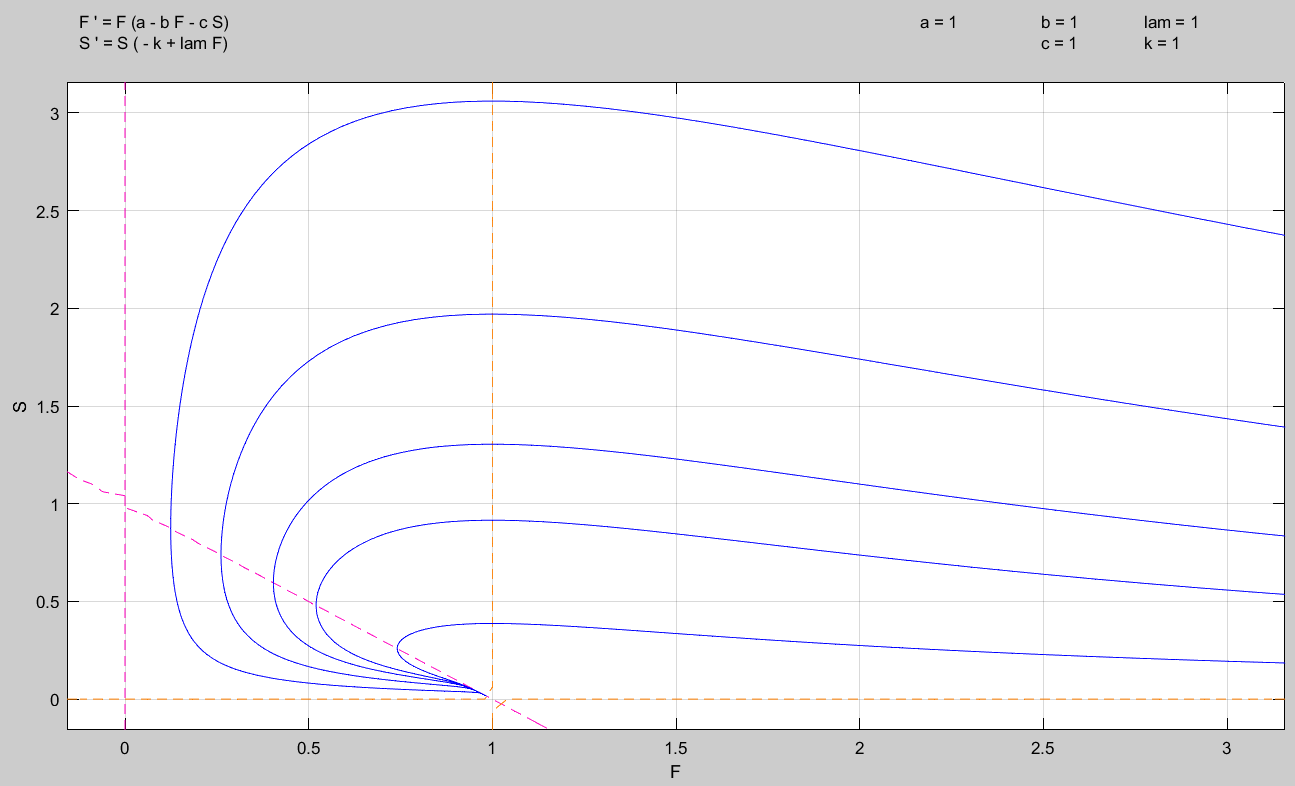 F ' = F (a - b F - c S) a = 1 b = 1 lam = 1
S ' = S ( - k + lam F) c = 1 k = 1
3
2.5
2
S 1.5
1
0.5
0
0 0.5 1 1.5 2 2.5 3
F